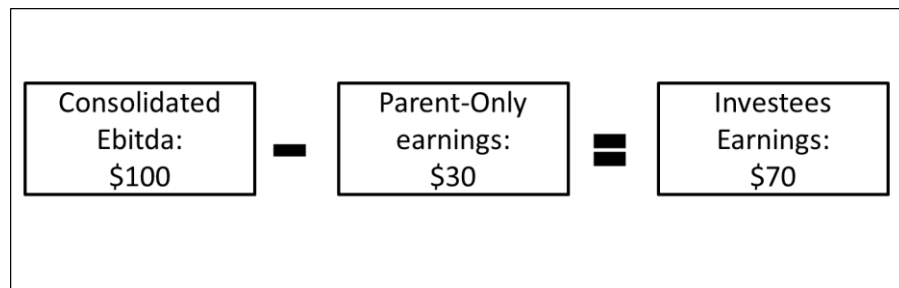 Consolidated
Ebitda:
$100
Parent-Only
earnings:
$30
Investees
Earnings:
$70